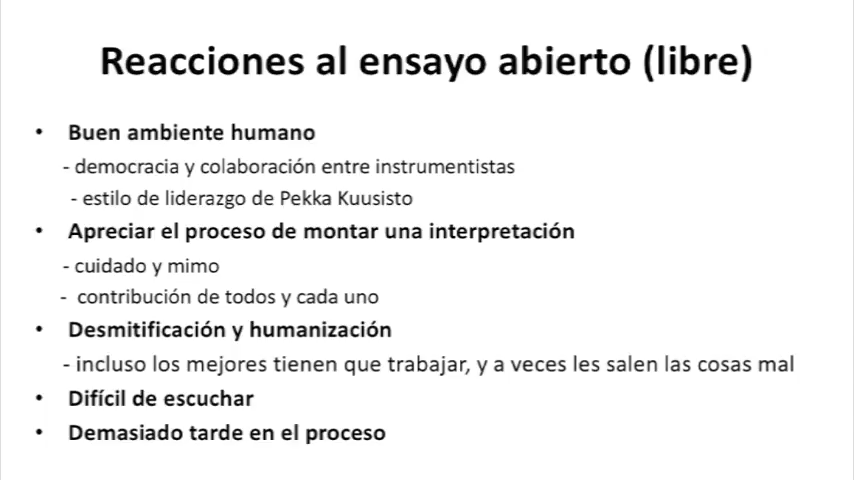 Reacciones al ensayo abierto (libre)
• Buen ambiente humano
- democracia y colaboración entre instrumentistas
- estilo de liderazgo de Pekka Kuusisto
• Apreciar el proceso de montar una interpretación
- cuidado y mimo
- contribución de todos y cada uno
• Desmitificación y humanización
- incluso los mejores tienen que trabajar, y a veces les salen las cosas mal
• Difícil de escuchar
• Demasiado tarde en el proceso